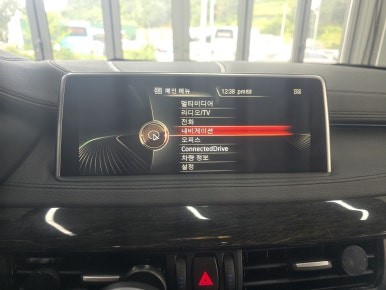 메인 메뉴 12:38 pm
멀티미디어
라디오/TV
전화
내비게이션
오피스
ConnectedDrive
차량 정보
설정